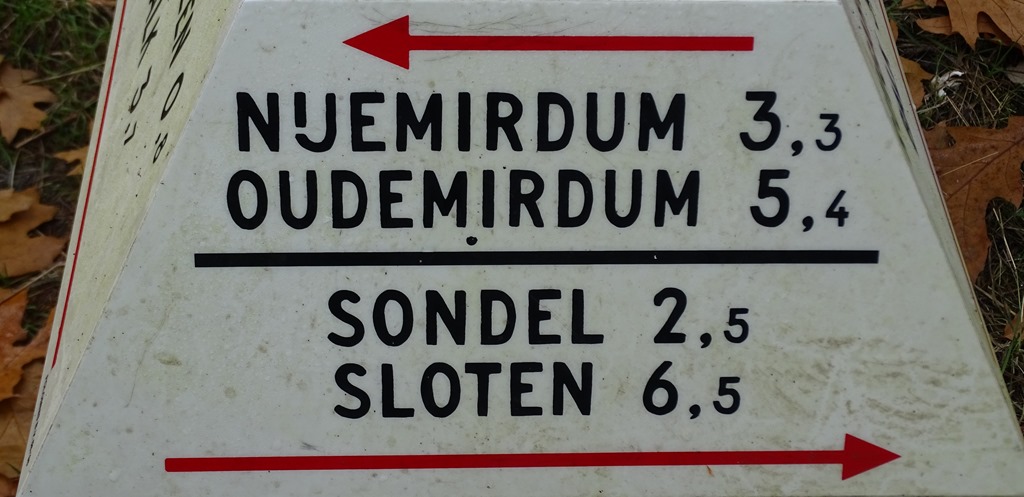 NIJEMIRDUM 3,3
OUDEMIRDUM 5,4
SONDEL 2,5
SLOTEN 6,5